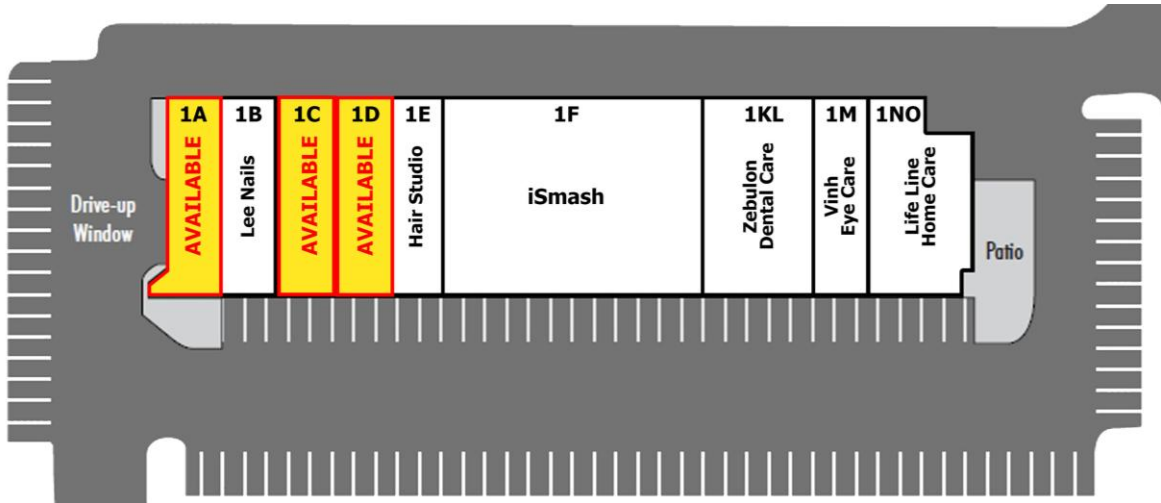 1A
AVAILABLE
1B
Lee Nails
1C
AVAILABLE
1D
AVAILABLE
1E
Hair Studio
1F
iSmash
1KL
Zebulon
Dental Care
1M
Vinh
Eye Care
1NO
Life Line
Home Care
Drive-up
Window
Patio